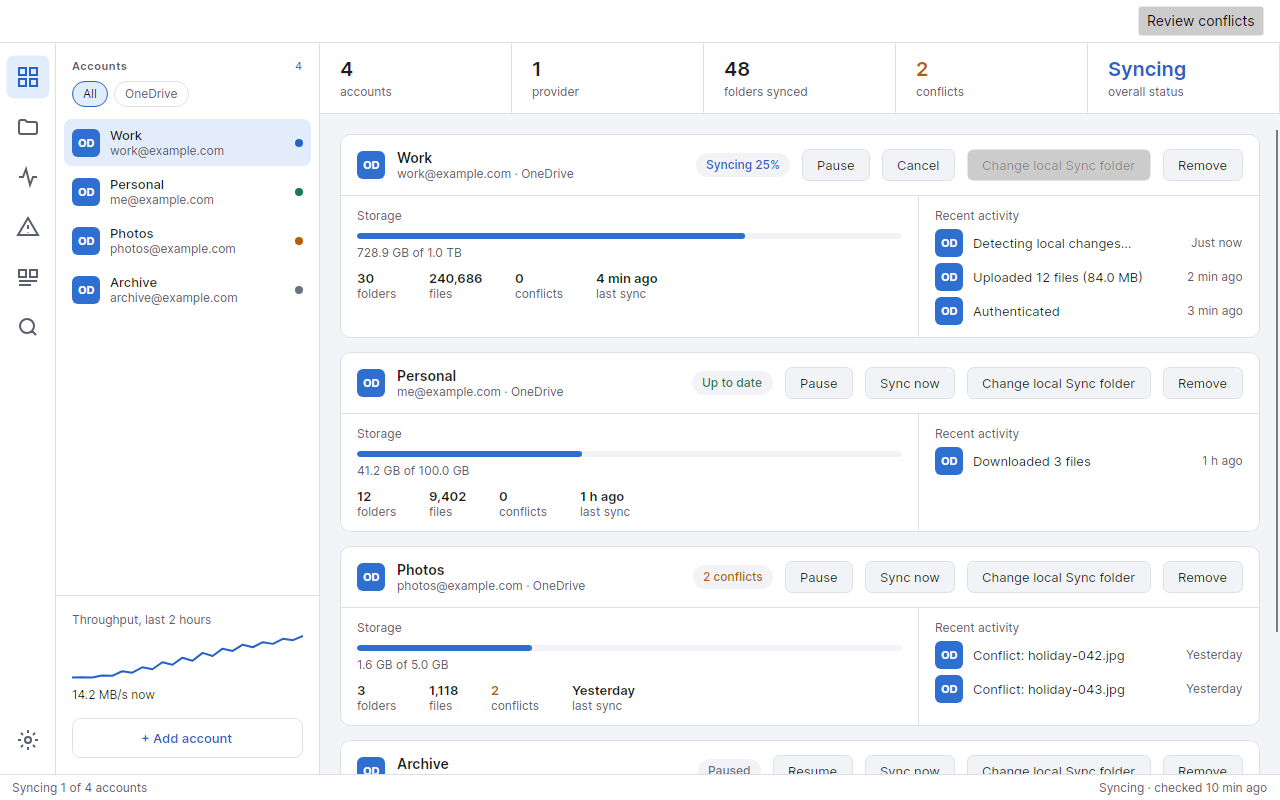 Review conflicts
Accounts 4
All OneDrive
OD Work
work@example.com
OD Personal
me@example.com
OD Photos
photos@example.com
OD Archive
archive@example.com
Throughput, last 2 hours
14.2 MB/s now
+ Add account
4 1 48 2 Syncing
accounts provider folders synced conflicts overall status
OD Work
work@example.com · OneDrive
Syncing 25% Pause Cancel Change local Sync folder Remove
Storage
728.9 GB of 1.0 TB
30 240,686 0 4 min ago
folders files conflicts last sync
Recent activity
OD Detecting local changes... Just now
OD Uploaded 12 files (84.0 MB) 2 min ago
OD Authenticated 3 min ago
OD Personal
me@example.com · OneDrive
Up to date Pause Sync now Change local Sync folder Remove
Storage
41.2 GB of 100.0 GB
12 9,402 0 1 h ago
folders files conflicts last sync
Recent activity
OD Downloaded 3 files 1 h ago
OD Photos
photos@example.com · OneDrive
2 conflicts Pause Sync now Change local Sync folder Remove
Storage
1.6 GB of 5.0 GB
3 1,118 2 Yesterday
folders files conflicts last sync
Recent activity
OD Conflict: holiday-042.jpg Yesterday
OD Conflict: holiday-043.jpg Yesterday
OD Archive
Paused Resume Sync now Change local Sync folder Remove
Syncing 1 of 4 accounts
Syncing · checked 10 min ago